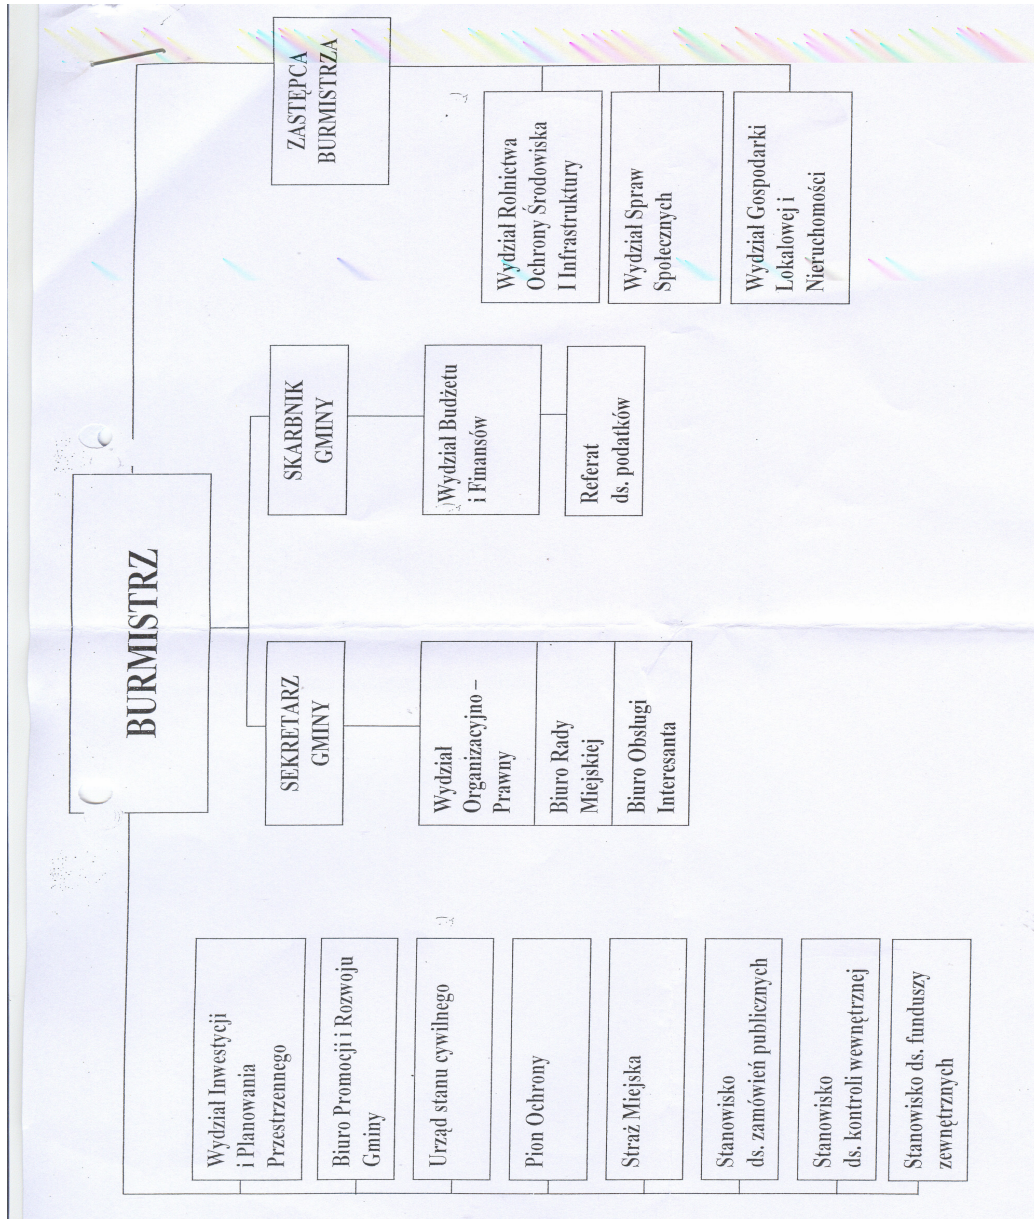 BURMISTRZ
Wydział Inwestycji
i Planowania
Przestrzennego
Biuro Promocji i Rozwoju
Gminy
Urząd stanu cywilnego
Pion Ochrony
Straż Miejska
Stanowisko
ds. zamówień publicznych
Stanowisko
ds. kontroli wewnętrznej
Stanowisko ds. funduszy
zewnętrznych
SEKRETARZ
GMINY
Wydział
Organizacyjno –
Prawny
Biuro Rady
Miejskiej
Biuro Obsługi
Interesanta
SKARBNIK
GMINY
Wydział Budżetu
i Finansów
Referat
ds. podatków
ZASTĘPCA
BURMISTRZA
Wydział Rolnictwa
Ochrony Środowiska
I Infrastruktury
Wydział Spraw
Społecznych
Wydział Gospodarki
Lokalowej i
Nieruchomości